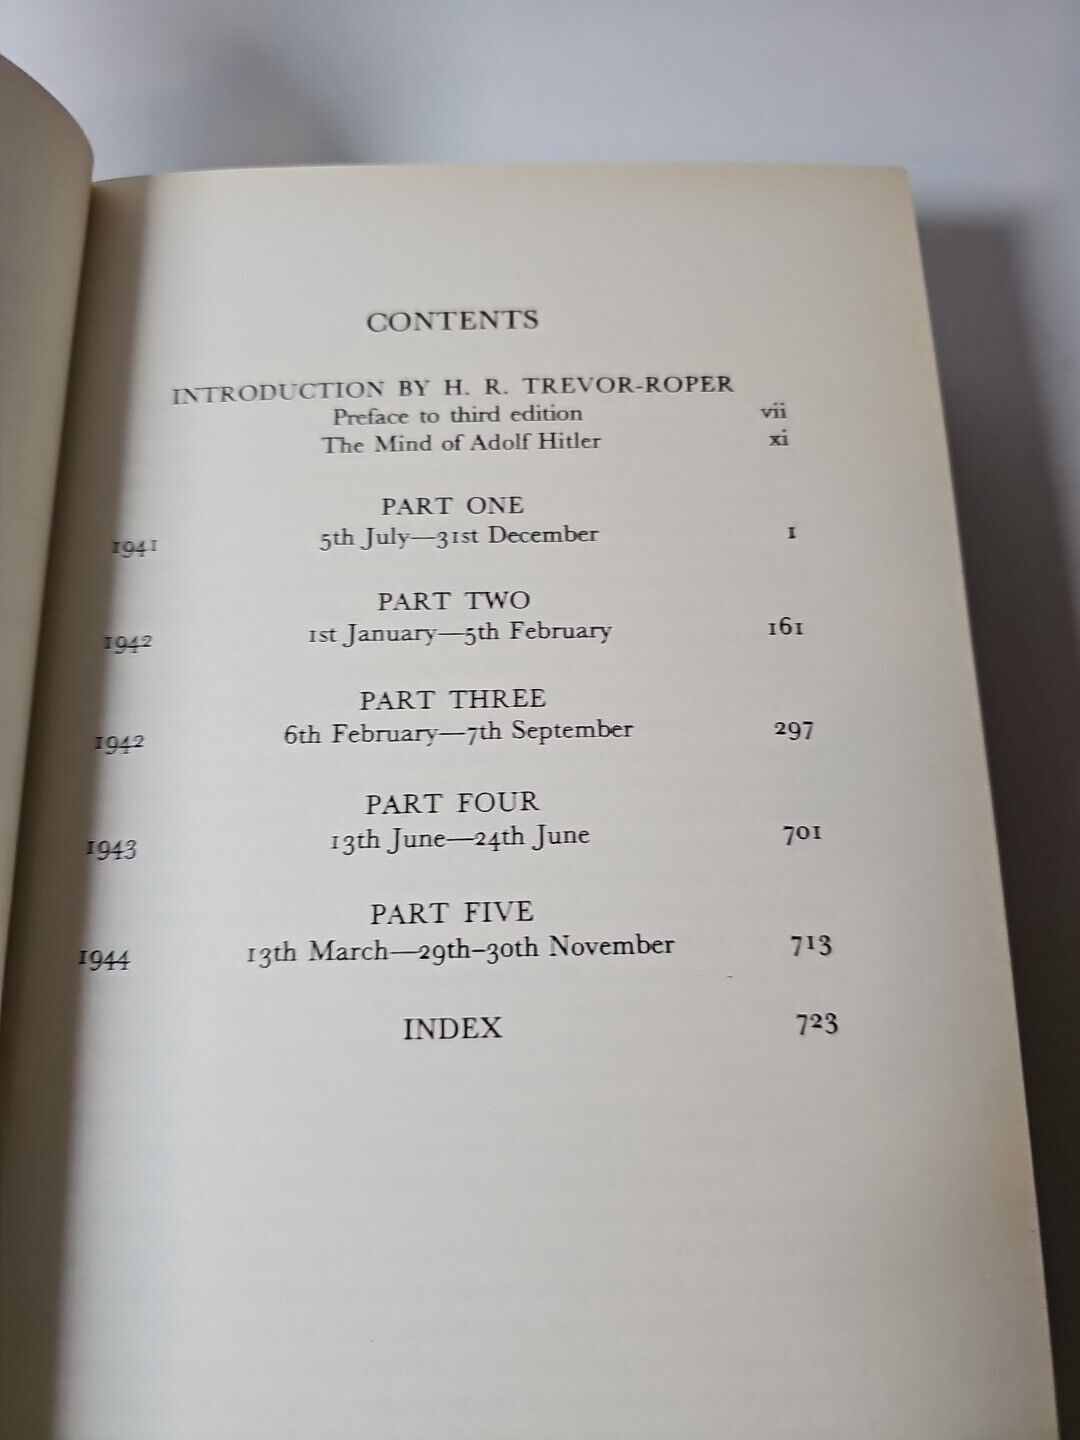 CONTENTS
INTRODUCTION BY H. R. TREVOR-ROPER
Preface to third edition vii
The Mind of Adolf Hitler xi
PART ONE
1941 5th July—31st December 1
PART TWO
1942 1st January—5th February 161
PART THREE
1942 6th February—7th September 297
PART FOUR
1943 13th June—24th June 701
PART FIVE
1944 13th March—29th–30th November 713
INDEX 723